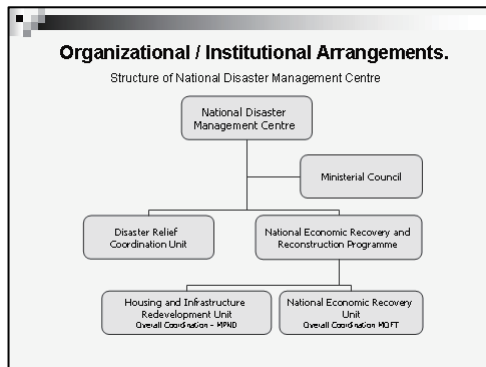 Organizational / Institutional Arrangements.
Structure of National Disaster Management Centre
National Disaster
Management Centre
Ministerial Council
Disaster Relief
Coordination Unit
National Economic Recovery and
Reconstruction Programme
Housing and Infrastructure
Redevelopment Unit
Overall Coordination - MPND
National Economic Recovery
Unit
Overall Coordination MOFT